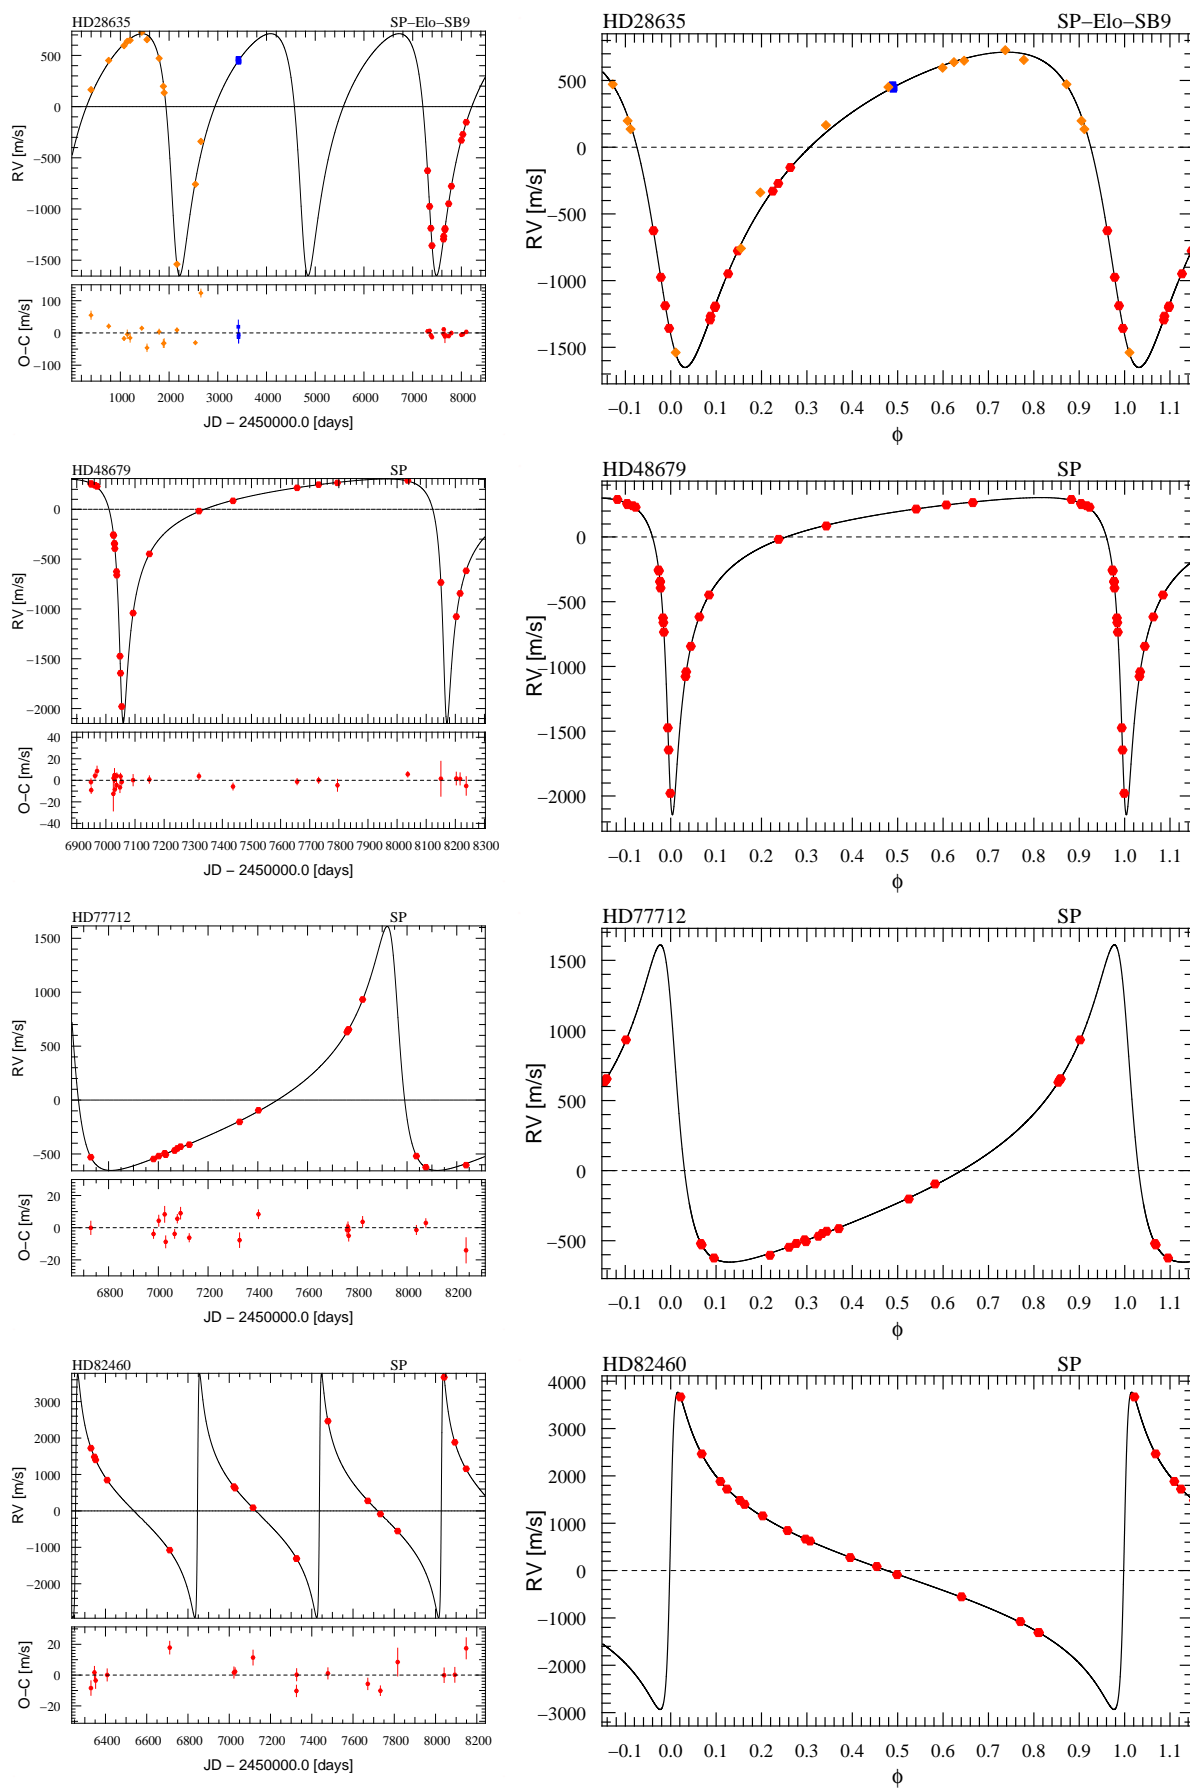 HD28635 SP-Elo-SB9
500
0
−500
−1000
−1500
RV [m/s]
100
0
−100
O−C [m/s]
1000 2000 3000 4000 5000 6000 7000 8000
JD − 2450000.0 [days]
HD28635 SP−Elo−SB9
500
0
−500
−1000
−1500
RV [m/s]
−0.1 0.0 0.1 0.2 0.3 0.4 0.5 0.6 0.7 0.8 0.9 1.0 1.1
ϕ
HD48679 SP
0
−500
−1000
−1500
−2000
RV [m/s]
40
20
0
−20
−40
O−C [m/s]
6900 7000 7100 7200 7300 7400 7500 7600 7700 7800 7900 8000 8100 8200 8300
JD − 2450000.0 [days]
HD48679 SP
0
−500
−1000
−1500
−2000
RV [m/s]
−0.1 0.0 0.1 0.2 0.3 0.4 0.5 0.6 0.7 0.8 0.9 1.0 1.1
ϕ
HD77712 SP
1500
1000
500
0
−500
RV [m/s]
20
0
−20
O−C [m/s]
6800 7000 7200 7400 7600 7800 8000 8200
JD − 2450000.0 [days]
HD77712 SP
1500
1000
500
0
−500
RV [m/s]
−0.1 0.0 0.1 0.2 0.3 0.4 0.5 0.6 0.7 0.8 0.9 1.0 1.1
ϕ
HD82460 SP
3000
2000
1000
0
−1000
−2000
RV [m/s]
20
0
−20
O−C [m/s]
6400 6600 6800 7000 7200 7400 7600 7800 8000 8200
JD − 2450000.0 [days]
HD82460 SP
4000
3000
2000
1000
0
−1000
−2000
−3000
RV [m/s]
−0.1 0.0 0.1 0.2 0.3 0.4 0.5 0.6 0.7 0.8 0.9 1.0 1.1
ϕ